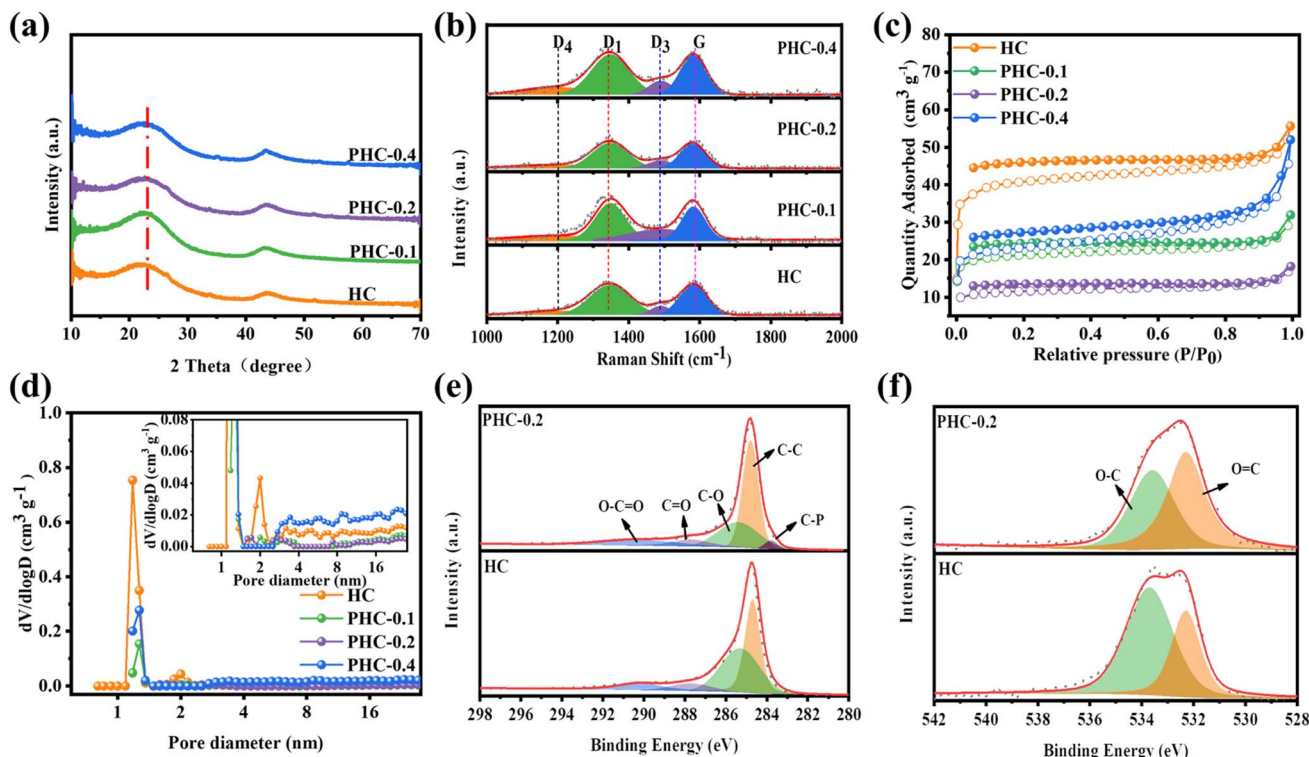 (a)
Intensity (a.u.)
PHC-0.4
PHC-0.2
PHC-0.1
HC
10 20 30 40 50 60 70
2 Theta（degree）
(b)
Intensity (a.u.)
D4 D1 D3 G
PHC-0.4
PHC-0.2
PHC-0.1
HC
1000 1200 1400 1600 1800 2000
Raman Shift (cm-1)
(c)
Quantity Adsorbed (cm3 g-1)
80
70
60
50
40
30
20
10
HC
PHC-0.1
PHC-0.2
PHC-0.4
0.0 0.2 0.4 0.6 0.8 1.0
Relative pressure (P/P0)
(d)
dV/dlogD (cm3 g-1)
1.0
0.8
0.6
0.4
0.2
0.0
dV/dlogD (cm3 g-1)
0.08
0.06
0.04
0.02
0.00
1 2 4 8 16
Pore diameter (nm)
HC
PHC-0.1
PHC-0.2
PHC-0.4
1 2 4 8 16
Pore diameter (nm)
(e)
Intensity (a.u.)
PHC-0.2
C-C
O-C=O C=O C-O
C-P
HC
298 296 294 292 290 288 286 284 282 280
Binding Energy (eV)
(f)
Intensity (a.u.)
PHC-0.2
O-C
O=C
HC
542 540 538 536 534 532 530 528
Binding Energy (eV)